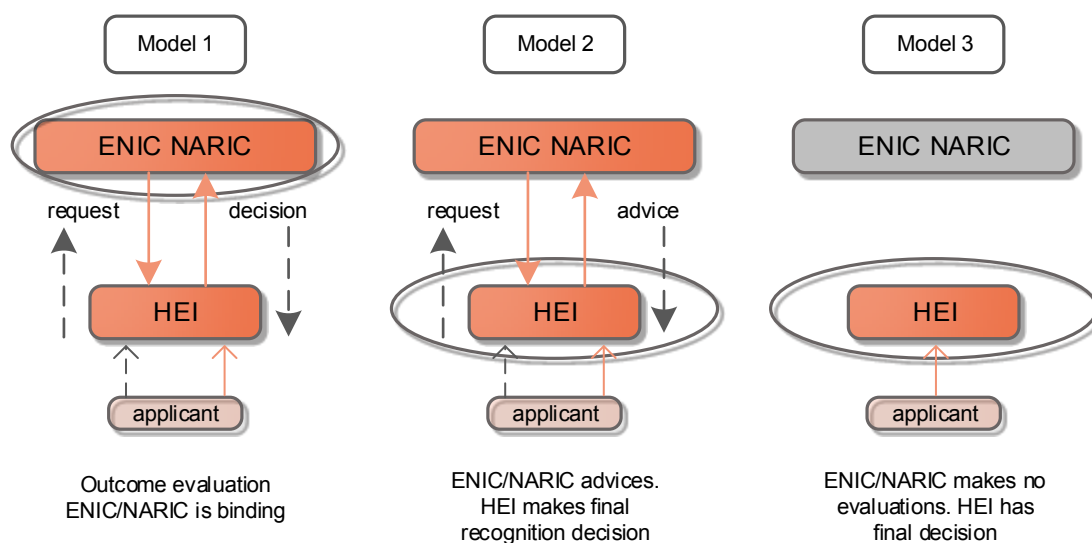 Model 1
ENIC NARIC
request
decision
HEI
applicant
Outcome evaluation
ENIC/NARIC is binding
Model 2
ENIC NARIC
request
advice
HEI
applicant
ENIC/NARIC advices.
HEI makes final
recognition decision
Model 3
ENIC NARIC
HEI
applicant
ENIC/NARIC makes no
evaluations. HEI has
final decision